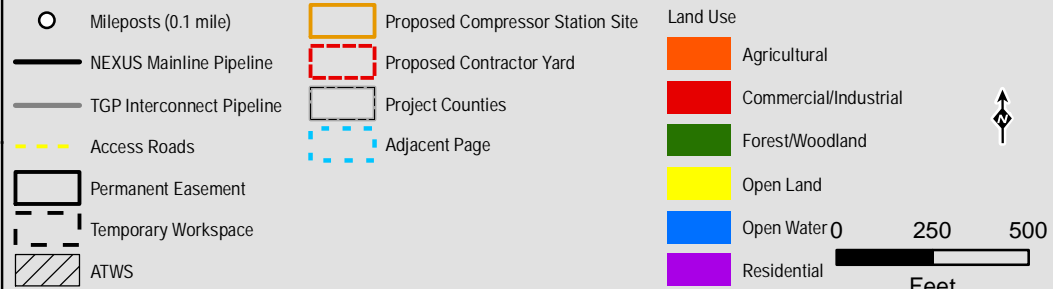 Mileposts (0.1 mile)
NEXUS Mainline Pipeline
TGP Interconnect Pipeline
Access Roads
Permanent Easement
Temporary Workspace
ATWS
Proposed Compressor Station Site
Proposed Contractor Yard
Project Counties
Adjacent Page
Land Use
Agricultural
Commercial/Industrial
Forest/Woodland
Open Land
Open Water
Residential
N
0 250 500
Feet